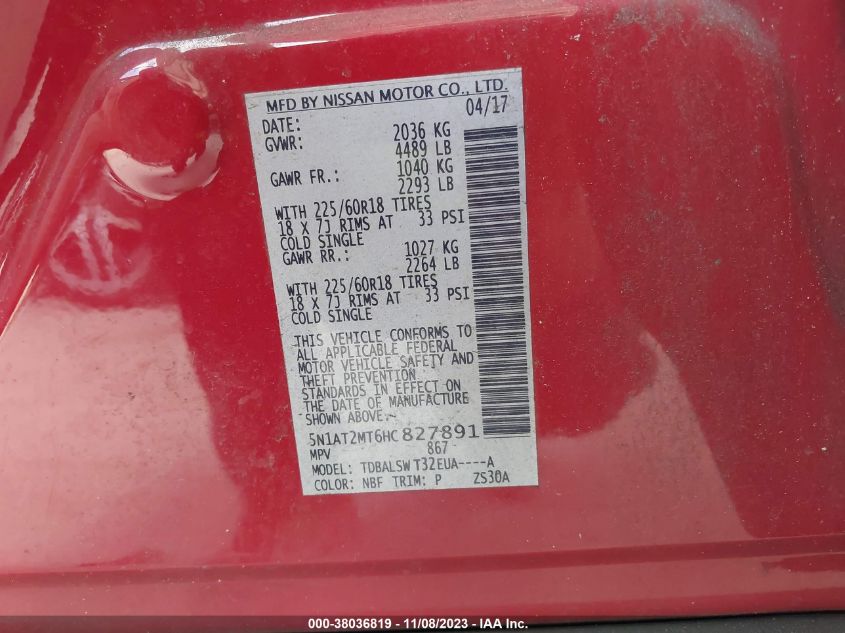 MFD BY NISSAN MOTOR CO., LTD.
DATE: 04/17
GVWR: 2036 KG
4489 LB
GAWR FR.: 1040 KG
2293 LB
WITH 225/60R18 TIRES
18 X 7J RIMS AT 33 PSI
COLD SINGLE
GAWR RR.: 1027 KG
2264 LB
WITH 225/60R18 TIRES
18 X 7J RIMS AT 33 PSI
COLD SINGLE
THIS VEHICLE CONFORMS TO
ALL APPLICABLE FEDERAL
MOTOR VEHICLE SAFETY AND
THEFT PREVENTION
STANDARDS IN EFFECT ON
THE DATE OF MANUFACTURE
SHOWN ABOVE.
5N1AT2MT6HC827891
MPV 867
MODEL: TDBALSW T32EUA----A
COLOR: NBF TRIM: P ZS30A
000-38036819 - 11/08/2023 - IAA Inc.